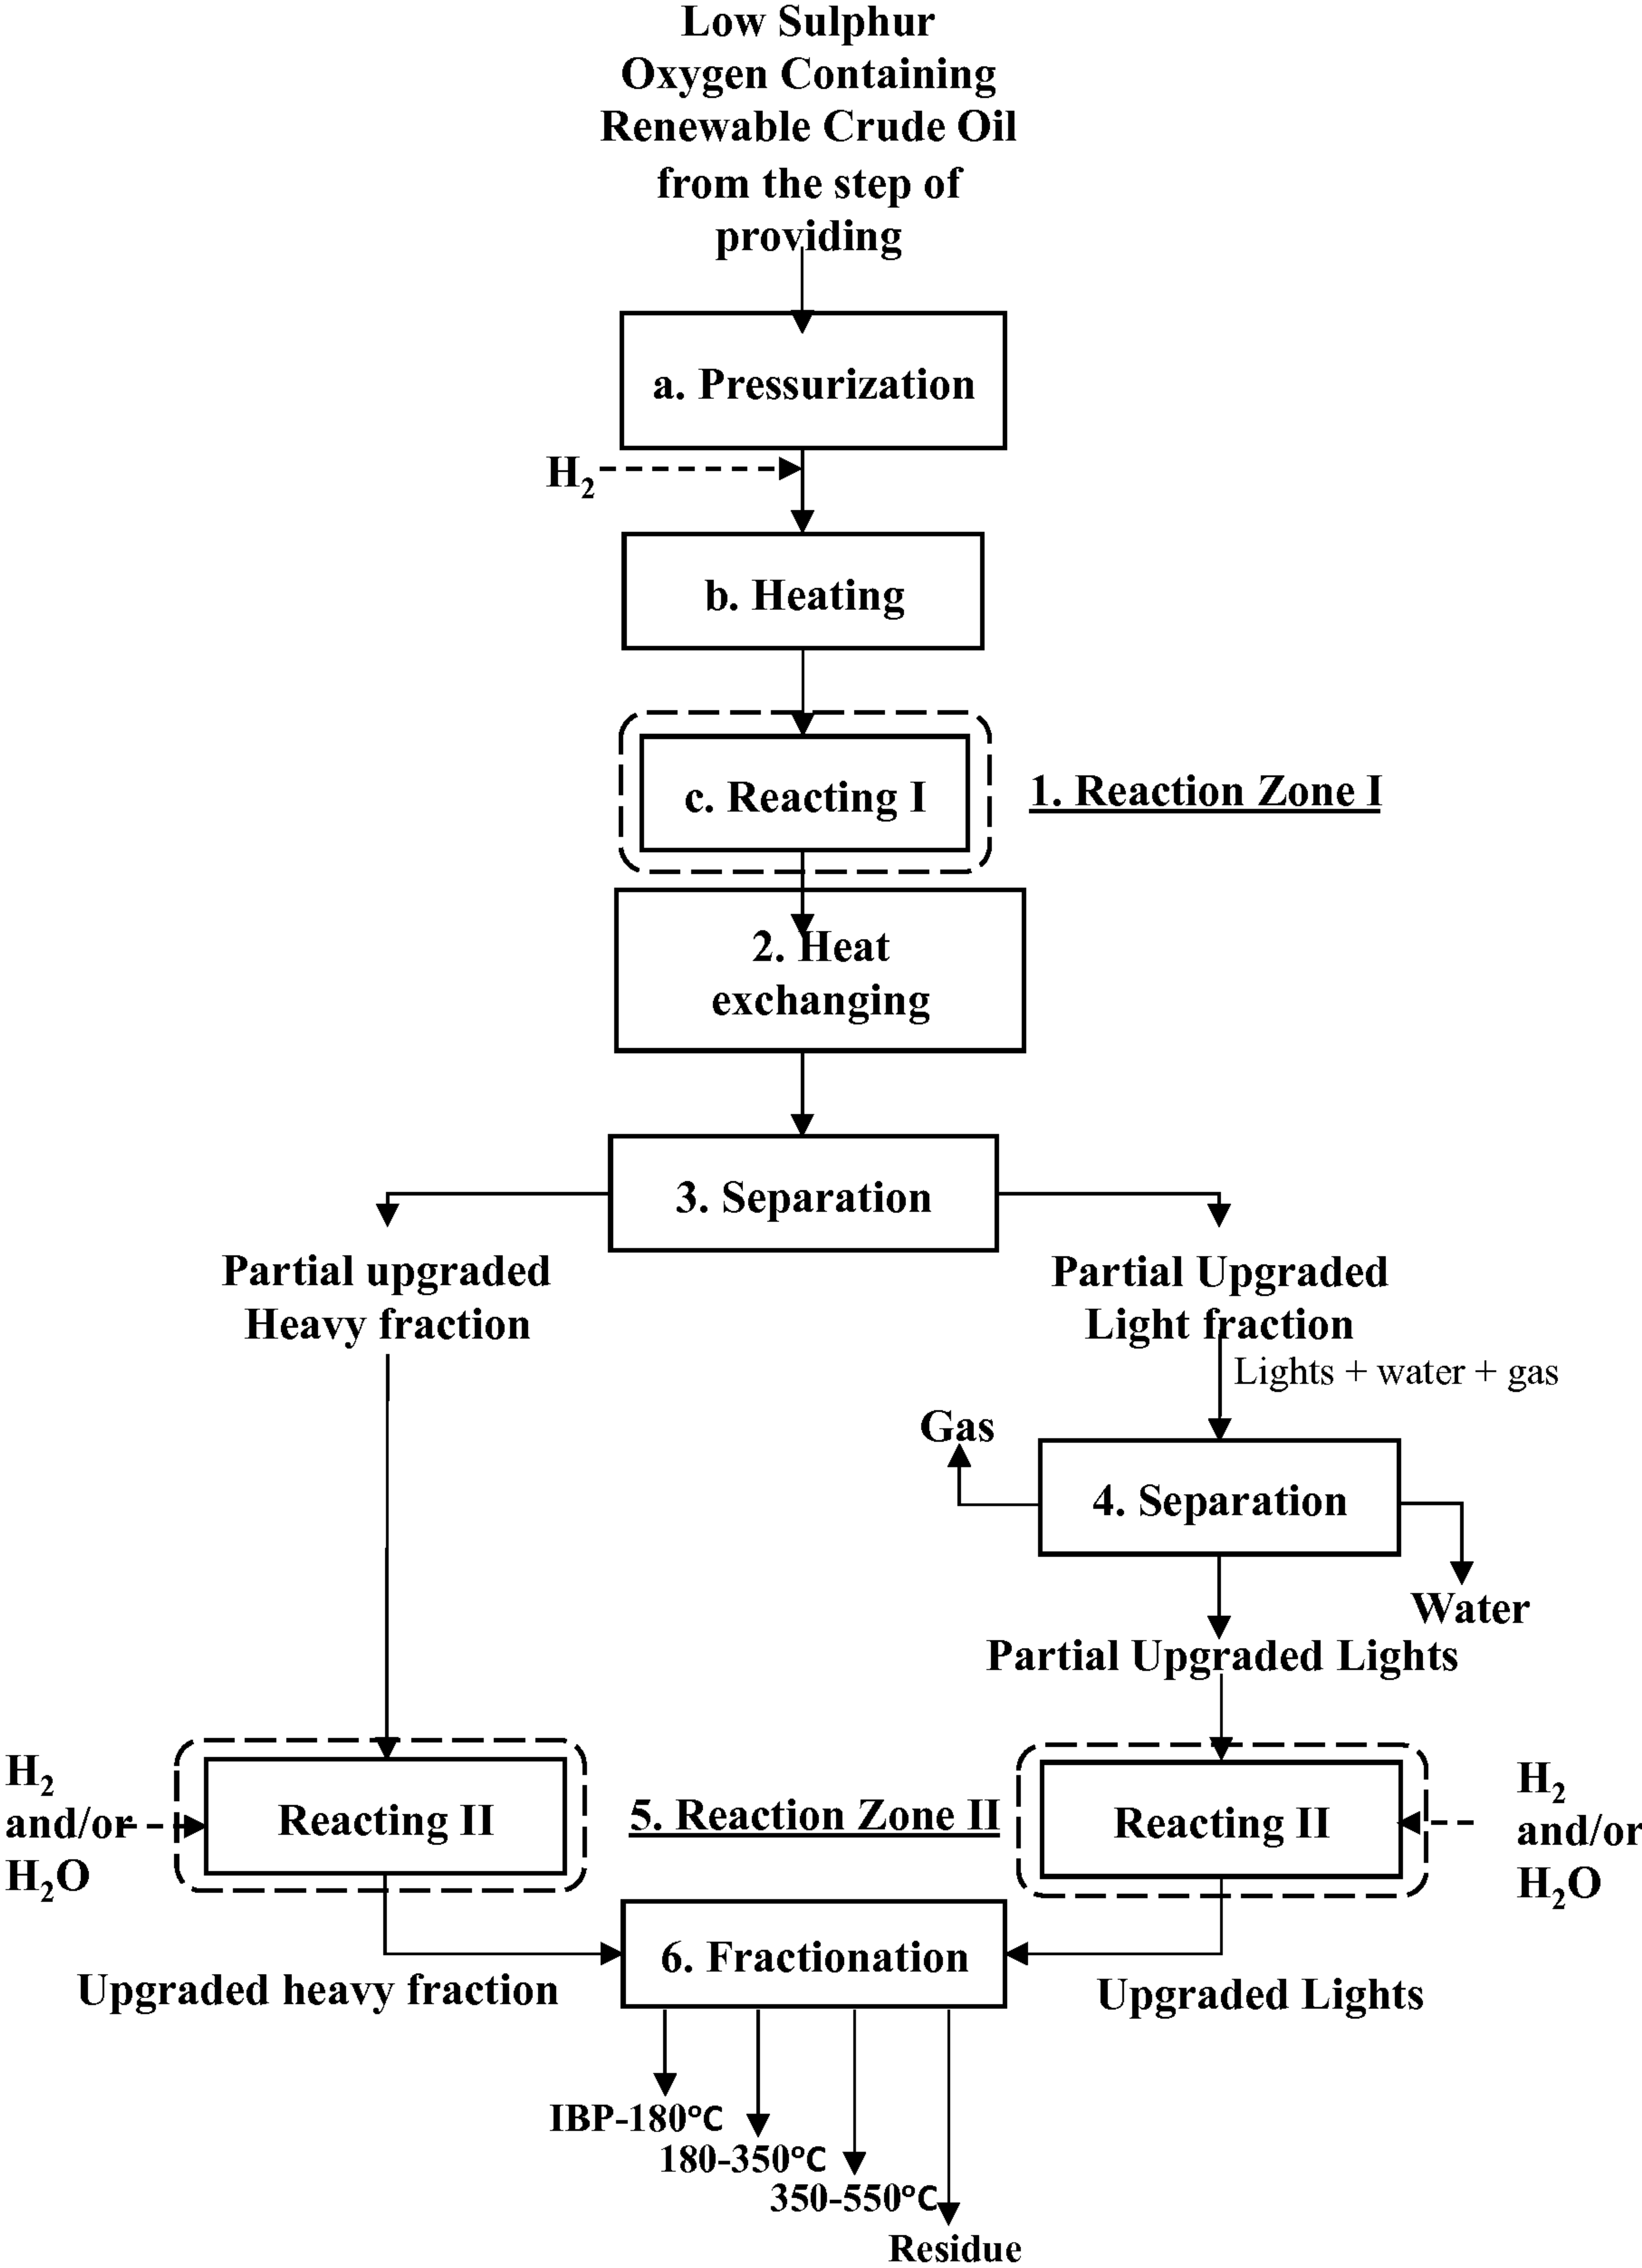 Low Sulphur
Oxygen Containing
Renewable Crude Oil
from the step of
providing
a. Pressurization
H₂
b. Heating
c. Reacting I
1. Reaction Zone I
2. Heat
exchanging
3. Separation
Partial upgraded
Heavy fraction
Partial Upgraded
Light fraction
Lights + water + gas
Gas
4. Separation
Water
Partial Upgraded Lights
H₂
and/or
H₂O
Reacting II
5. Reaction Zone II
Reacting II
H₂
and/or
H₂O
6. Fractionation
Upgraded heavy fraction
Upgraded Lights
IBP-180°C
180-350°C
350-550°C
Residue